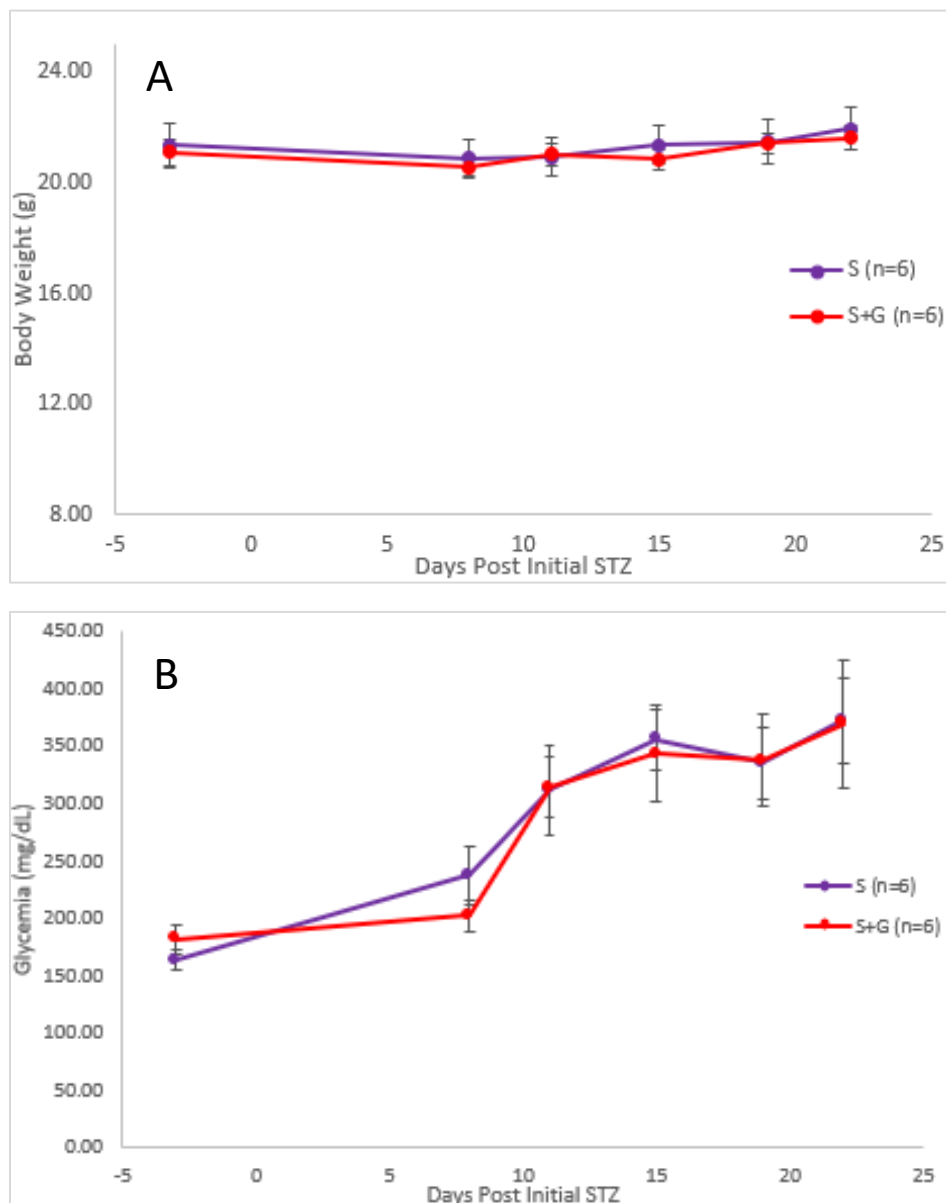 A
24.00
20.00
16.00
12.00
8.00
Body Weight (g)
S (n=6)
S+G (n=6)
-5 0 5 10 15 20 25
Days Post Initial STZ
B
450.00
400.00
350.00
300.00
250.00
200.00
150.00
100.00
50.00
0.00
Glycemia (mg/dL)
S (n=6)
S+G (n=6)
-5 0 5 10 15 20 25
Days Post Initial STZ